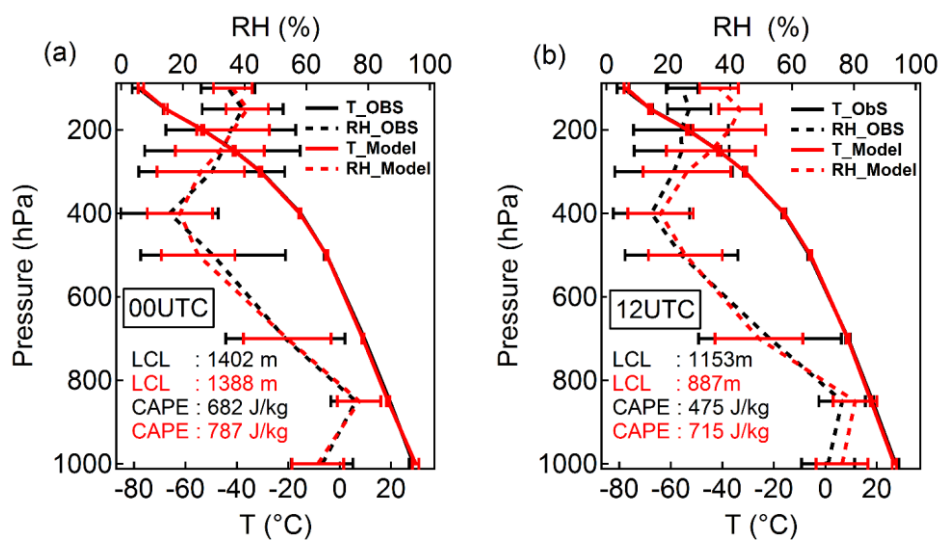 RH (%)
(a)
0 20 40 60 80 100
T_OBS
RH_OBS
T_Model
RH_Model
200
400
600
800
1000
Pressure (hPa)
00UTC
LCL : 1402 m
LCL : 1388 m
CAPE : 682 J/kg
CAPE : 787 J/kg
-80 -60 -40 -20 0 20
T (°C)
RH (%)
(b)
0 20 40 60 80 100
T_ObS
RH_OBS
T_Model
RH_Model
200
400
600
800
1000
Pressure (hPa)
12UTC
LCL : 1153m
LCL : 887m
CAPE : 475 J/kg
CAPE : 715 J/kg
-80 -60 -40 -20 0 20
T (°C)